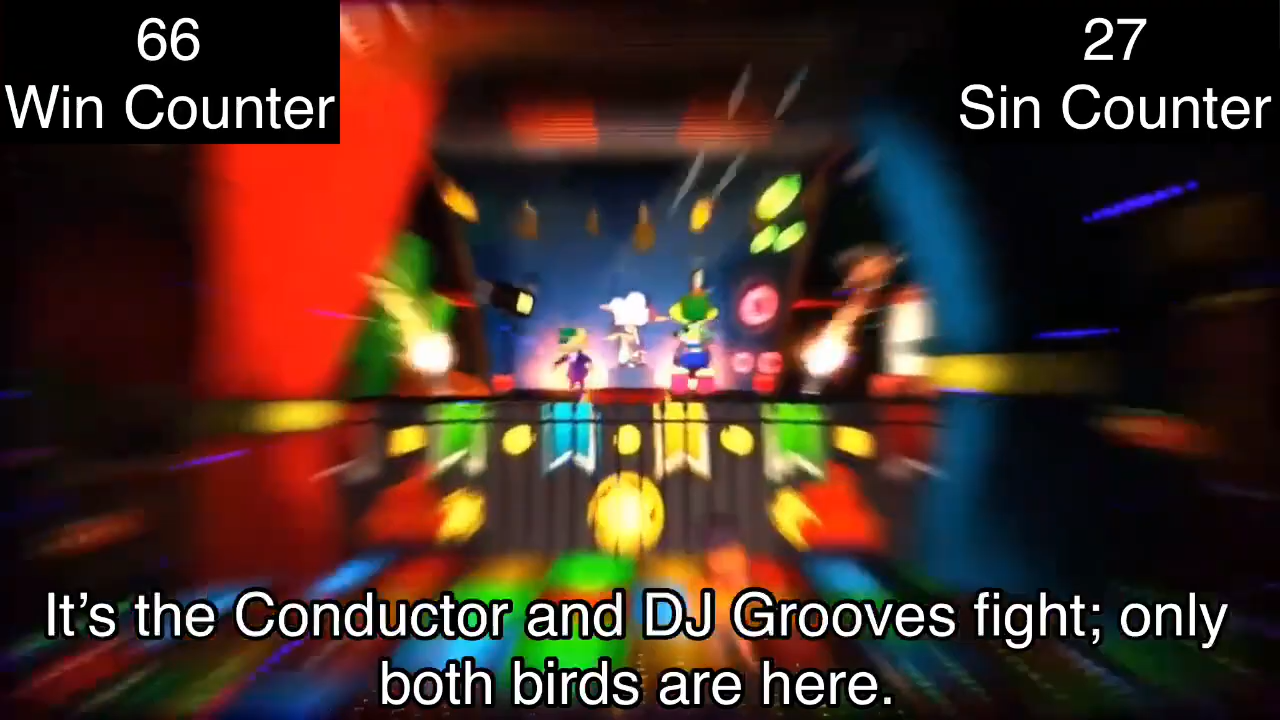 66
Win Counter
27
Sin Counter
It’s the Conductor and DJ Grooves fight; only
both birds are here.